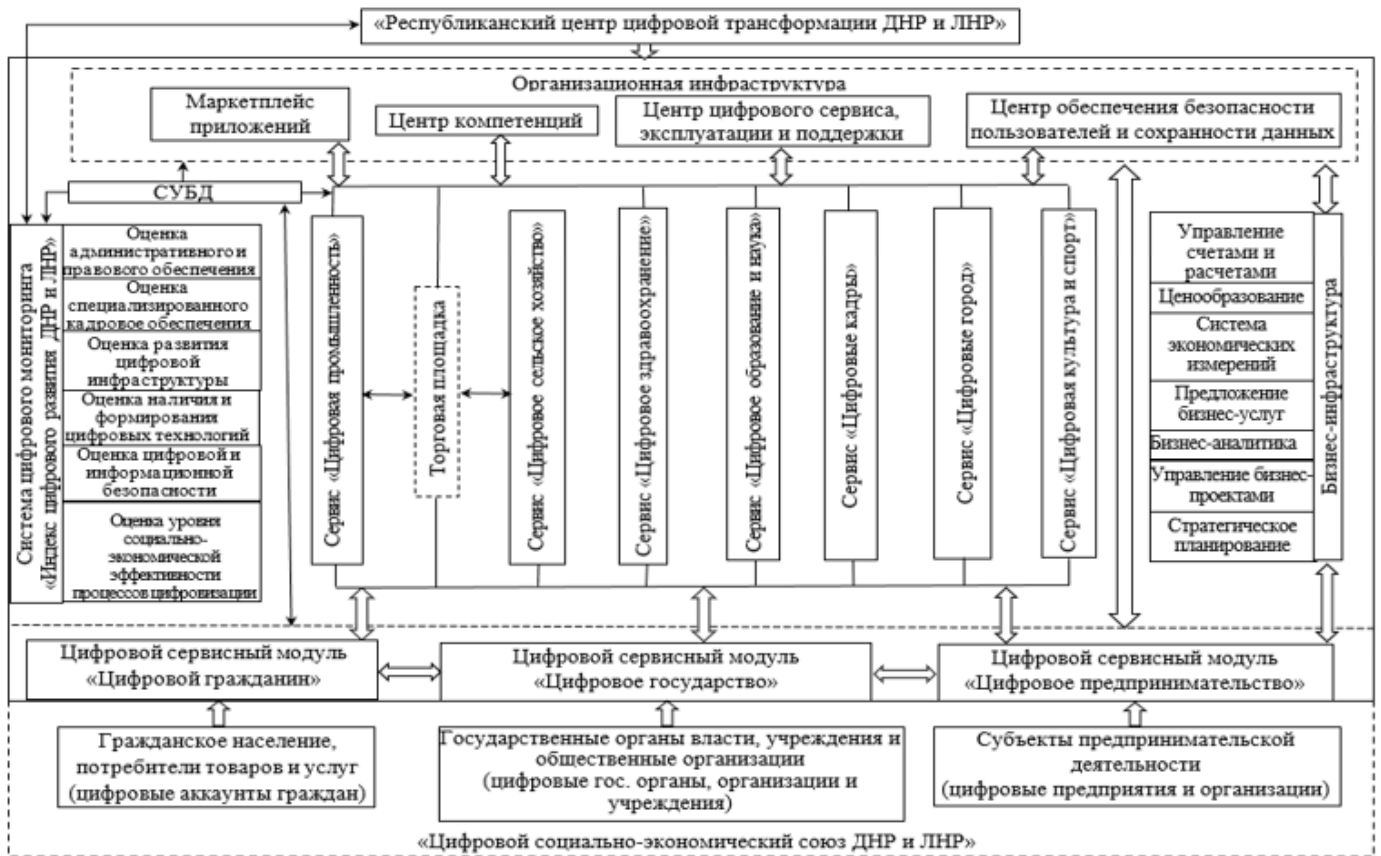 «Республиканский центр цифровой трансформации ДНР и ЛНР»
Организационная инфраструктура
Маркетплейс
приложений
Центр компетенций
Центр цифрового сервиса,
эксплуатации и поддержки
Центр обеспечения безопасности
пользователей и сохранности данных
СУБД
Система цифрового мониторинга
«Индекс цифрового развития ДНР и ЛНР»
Оценка
административного и
правового обеспечения
Оценка
специализированного
кадровое обеспечения
Оценка развития
цифровой
инфраструктуры
Оценка наличия и
формирования
цифровых технологий
Оценка цифровой и
информационной
безопасности
Оценка уровня
социально-
экономической
эффективности
процессов цифровизации
Сервис «Цифровая промышленность»
Торговая площадка
Сервис «Цифровое сельское хозяйство»
Сервис «Цифровое здравоохранение»
Сервис «Цифровое образование и наука»
Сервис «Цифровые кадры»
Сервис «Цифровые город»
Сервис «Цифровая культура и спорт»
Управление
счетами и
расчетами
Ценообразование
Система
экономических
измерений
Предложение
бизнес-услуг
Бизнес-аналитика
Управление бизнес-
проектами
Стратегическое
планирование
Бизнес-инфраструктура
Цифровой сервисный модуль
«Цифровой гражданин»
Цифровой сервисный модуль
«Цифровое государство»
Цифровой сервисный модуль
«Цифровое предпринимательство»
Гражданское население,
потребители товаров и услуг
(цифровые аккаунты граждан)
Государственные органы власти, учреждения и
общественные организации
(цифровые гос. органы, организации и
учреждения)
Субъекты предпринимательской
деятельности
(цифровые предприятия и организации)
«Цифровой социально-экономический союз ДНР и ЛНР»